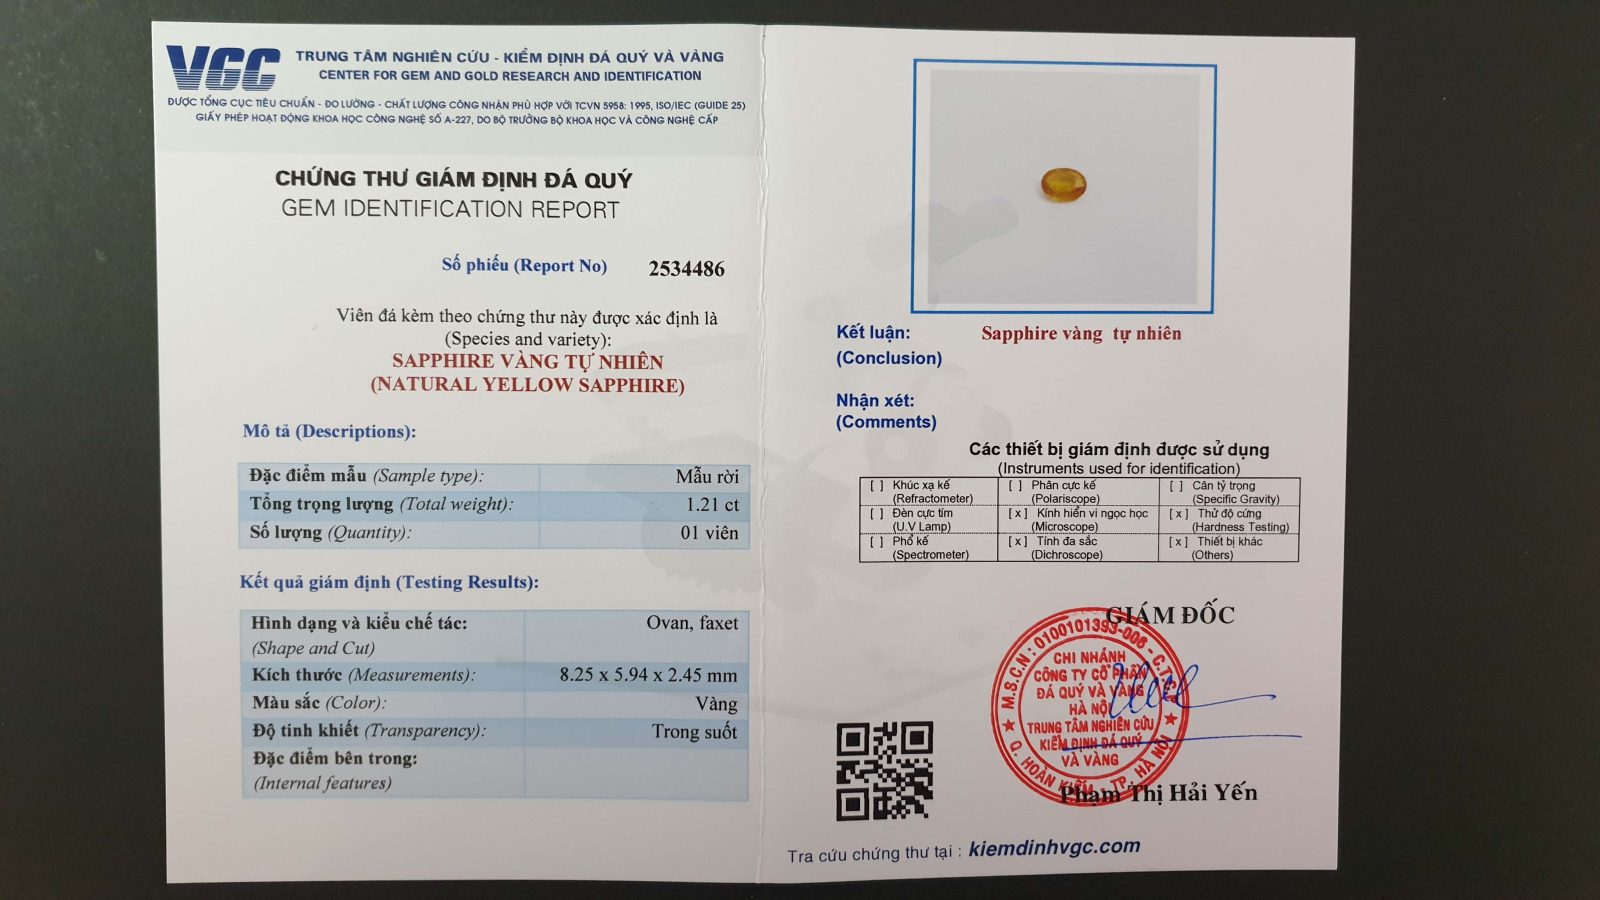 VGC
TRUNG TÂM NGHIÊN CỨU - KIỂM ĐỊNH ĐÁ QUÝ VÀ VÀNG
CENTER FOR GEM AND GOLD RESEARCH AND IDENTIFICATION
ĐƯỢC TỔNG CỤC TIÊU CHUẨN - ĐO LƯỜNG - CHẤT LƯỢNG CÔNG NHẬN PHÙ HỢP VỚI TCVN 5958: 1995, ISO/IEC (GUIDE 25)
GIẤY PHÉP HOẠT ĐỘNG KHOA HỌC CÔNG NGHỆ SỐ A-227, DO BỘ TRƯỞNG BỘ KHOA HỌC VÀ CÔNG NGHỆ CẤP
CHỨNG THƯ GIÁM ĐỊNH ĐÁ QUÝ
GEM IDENTIFICATION REPORT
Số phiếu (Report No) 2534486
Viên đá kèm theo chứng thư này được xác định là
(Species and variety):
SAPPHIRE VÀNG TỰ NHIÊN
(NATURAL YELLOW SAPPHIRE)
Mô tả (Descriptions):
Đặc điểm mẫu (Sample type): Mẫu rời
Tổng trọng lượng (Total weight): 1.21 ct
Số lượng (Quantity): 01 viên
Kết quả giám định (Testing Results):
Hình dạng và kiểu chế tác: Ovan, faxet
(Shape and Cut)
Kích thước (Measurements): 8.25 x 5.94 x 2.45 mm
Màu sắc (Color): Vàng
Độ tinh khiết (Transparency): Trong suốt
Đặc điểm bên trong:
(Internal features)
Kết luận: Sapphire vàng tự nhiên
(Conclusion)
Nhận xét:
(Comments)
Các thiết bị giám định được sử dụng
(Instruments used for identification)
[ ] Khúc xạ kế [ ] Phân cực kế [ ] Cân tỷ trọng
(Refractometer) (Polariscope) (Specific Gravity)
[ ] Đèn cực tím [x] Kính hiển vi ngọc học [x] Thử độ cứng
(U.V Lamp) (Microscope) (Hardness Testing)
[ ] Phổ kế [x] Tính đa sắc [x] Thiết bị khác
(Spectrometer) (Dichroscope) (Others)
GIÁM ĐỐC
M.S.C.N: 0100101393-006 - C.T.C.P
CHI NHÁNH
CÔNG TY CỔ PHẦN
ĐÁ QUÝ VÀ VÀNG
HÀ NỘI
TRUNG TÂM NGHIÊN CỨU
KIỂM ĐỊNH ĐÁ QUÝ
VÀ VÀNG
Q. HOÀN KIẾM - TP. HÀ NỘI
Phạm Thị Hải Yến
Tra cứu chứng thư tại : kiemdinhvgc.com